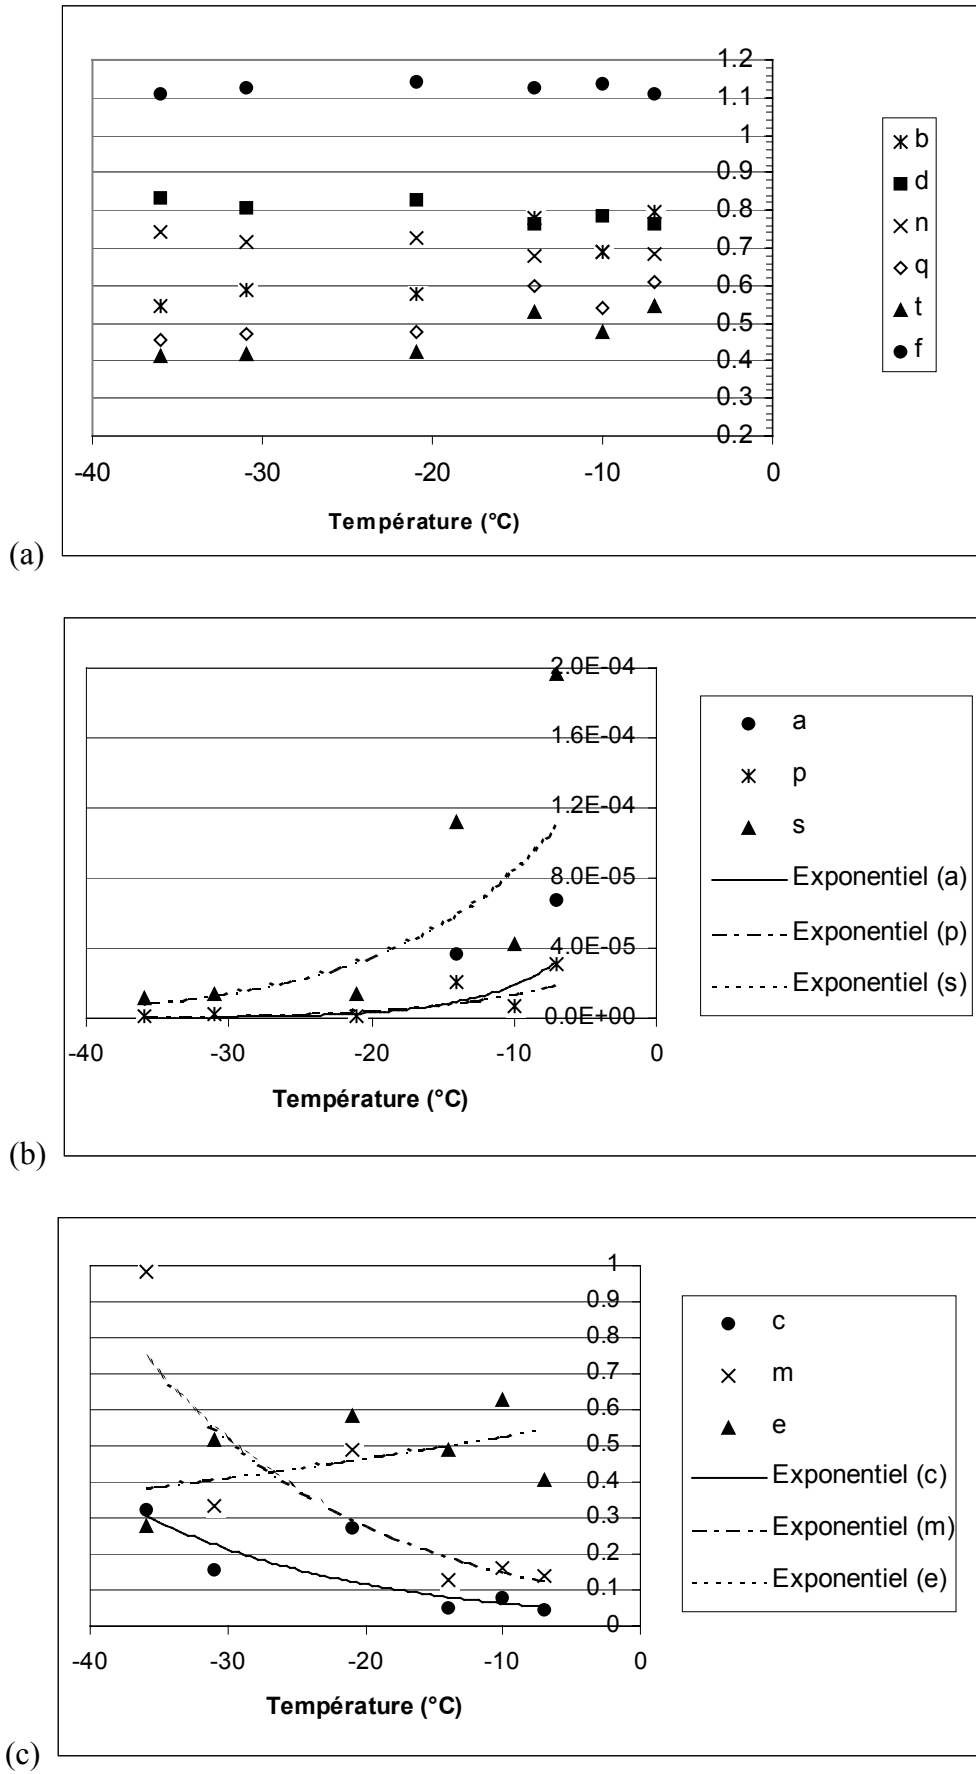 1.2
1.1
1
0.9
0.8
0.7
0.6
0.5
0.4
0.3
0.2
-40 -30 -20 -10 0
Température (°C)
b
d
n
q
t
f
(a)
2.0E-04
1.6E-04
1.2E-04
8.0E-05
4.0E-05
0.0E+00
-40 -30 -20 -10 0
Température (°C)
a
p
s
Exponentiel (a)
Exponentiel (p)
Exponentiel (s)
(b)
1
0.9
0.8
0.7
0.6
0.5
0.4
0.3
0.2
0.1
0
-40 -30 -20 -10 0
Température (°C)
c
m
e
Exponentiel (c)
Exponentiel (m)
Exponentiel (e)
(c)